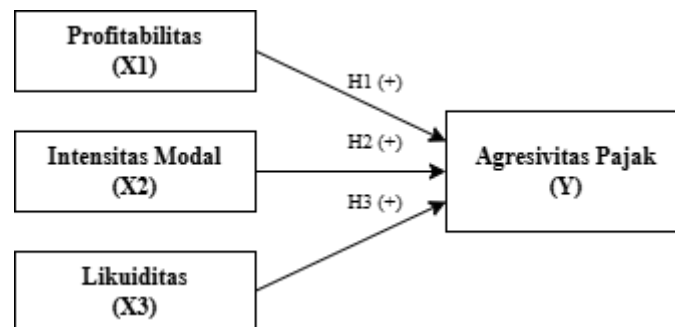 Profitabilitas
(X1)
H1 (+)
Intensitas Modal
(X2)
H2 (+)
Agresivitas Pajak
(Y)
H3 (+)
Likuiditas
(X3)